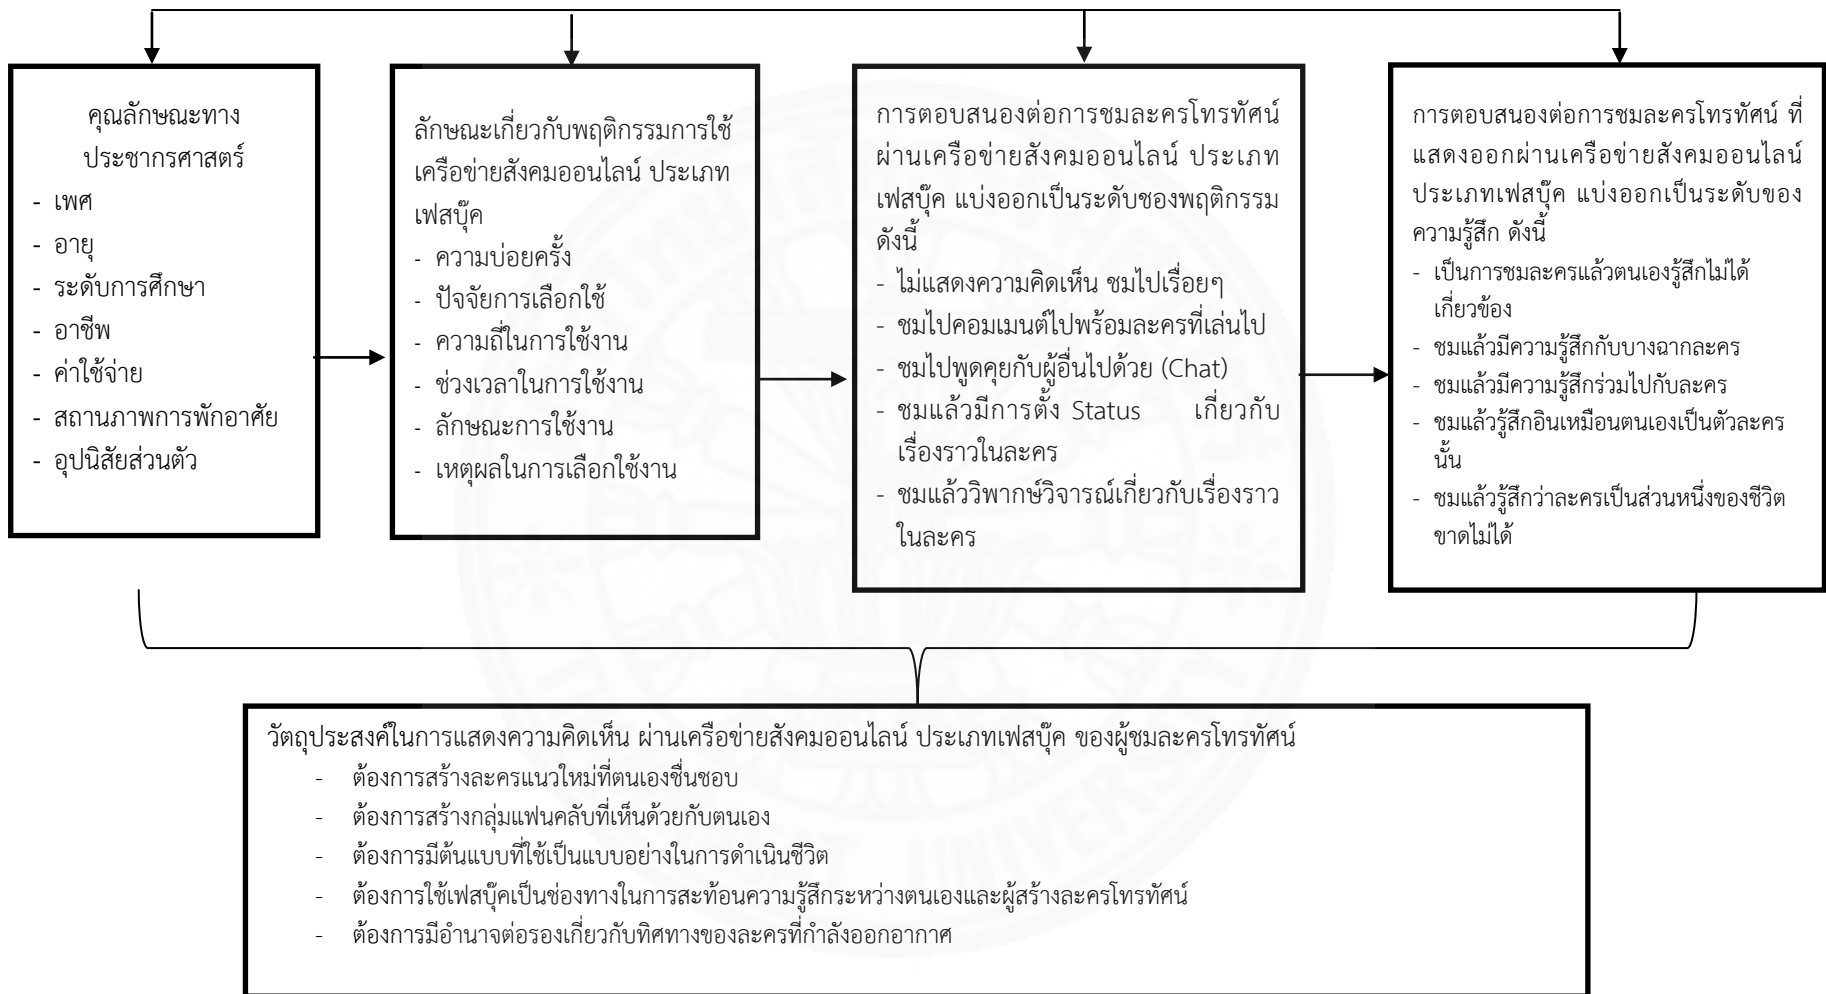 คุณลักษณะทาง
ประชากรศาสตร์
- เพศ
- อายุ
- ระดับการศึกษา
- อาชีพ
- ค่าใช้จ่าย
- สถานภาพการพักอาศัย
- อุปนิสัยส่วนตัว
ลักษณะเกี่ยวกับพฤติกรรมการใช้
เครือข่ายสังคมออนไลน์ ประเภท
เฟสบุ๊ค
- ความบ่อยครั้ง
- ปัจจัยการเลือกใช้
- ความถี่ในการใช้งาน
- ช่วงเวลาในการใช้งาน
- ลักษณะการใช้งาน
- เหตุผลในการเลือกใช้งาน
การตอบสนองต่อการชมละครโทรทัศน์
ผ่านเครือข่ายสังคมออนไลน์ ประเภท
เฟสบุ๊ค แบ่งออกเป็นระดับชองพฤติกรรม
ดังนี้
- ไม่แสดงความคิดเห็น ชมไปเรื่อยๆ
- ชมไปคอมเมนต์ไปพร้อมละครที่เล่นไป
- ชมไปพูดคุยกับผู้อื่นไปด้วย (Chat)
- ชมแล้วมีการตั้ง Status เกี่ยวกับ
เรื่องราวในละคร
- ชมแล้ววิพากษ์วิจารณ์เกี่ยวกับเรื่องราว
ในละคร
การตอบสนองต่อการชมละครโทรทัศน์ ที่
แสดงออกผ่านเครือข่ายสังคมออนไลน์
ประเภทเฟสบุ๊ค แบ่งออกเป็นระดับของ
ความรู้สึก ดังนี้
- เป็นการชมละครแล้วตนเองรู้สึกไม่ได้
เกี่ยวข้อง
- ชมแล้วมีความรู้สึกกับบางฉากละคร
- ชมแล้วมีความรู้สึกร่วมไปกับละคร
- ชมแล้วรู้สึกอินเหมือนตนเองเป็นตัวละคร
นั้น
- ชมแล้วรู้สึกว่าละครเป็นส่วนหนึ่งของชีวิต
ขาดไม่ได้
วัตถุประสงค์ในการแสดงความคิดเห็น ผ่านเครือข่ายสังคมออนไลน์ ประเภทเฟสบุ๊ค ของผู้ชมละครโทรทัศน์
- ต้องการสร้างละครแนวใหม่ที่ตนเองชื่นชอบ
- ต้องการสร้างกลุ่มแฟนคลับที่เห็นด้วยกับตนเอง
- ต้องการมีต้นแบบที่ใช้เป็นแบบอย่างในการดำเนินชีวิต
- ต้องการใช้เฟสบุ๊คเป็นช่องทางในการสะท้อนความรู้สึกระหว่างตนเองและผู้สร้างละครโทรทัศน์
- ต้องการมีอำนาจต่อรองเกี่ยวกับทิศทางของละครที่กำลังออกอากาศ